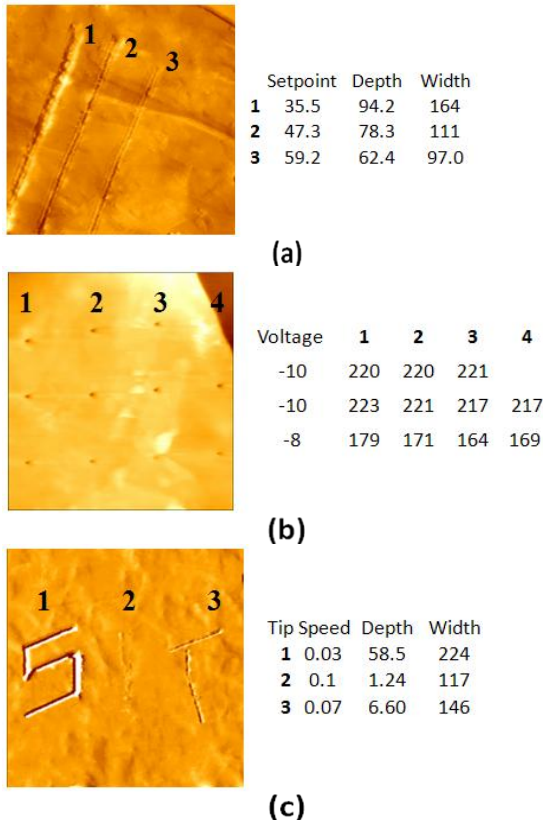 1 2 3
Setpoint Depth Width
1 35.5 94.2 164
2 47.3 78.3 111
3 59.2 62.4 97.0
(a)
1 2 3 4
Voltage 1 2 3 4
-10 220 220 221
-10 223 221 217 217
-8 179 171 164 169
(b)
1 2 3
SIT
Tip Speed Depth Width
1 0.03 58.5 224
2 0.1 1.24 117
3 0.07 6.60 146
(c)